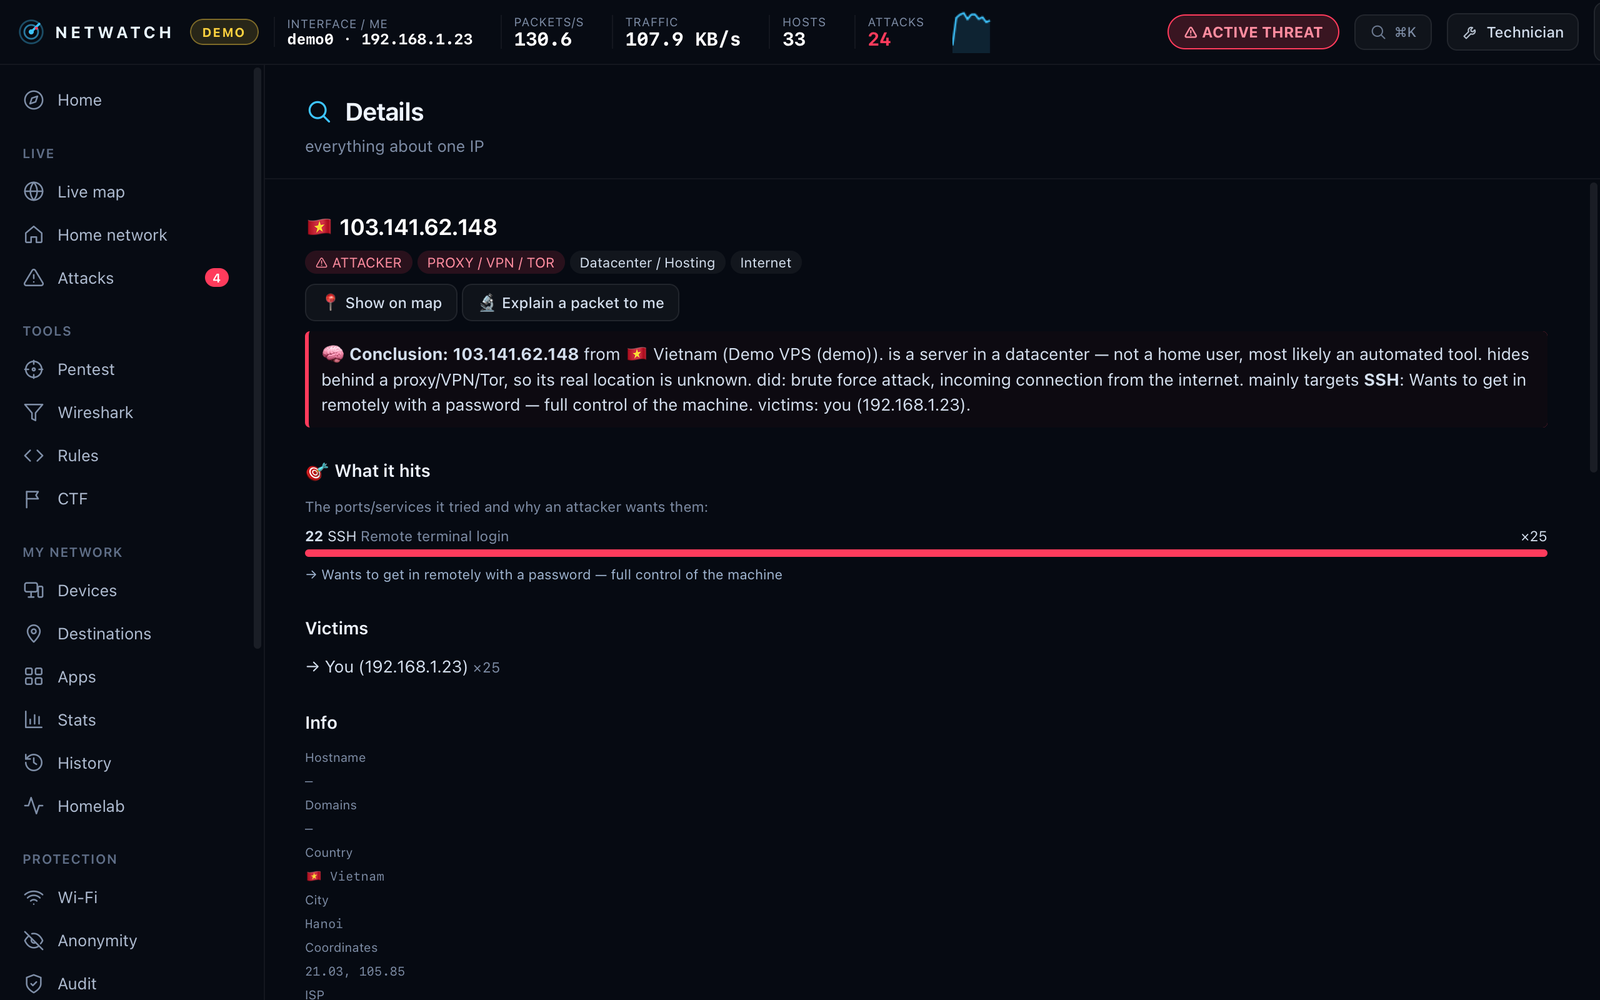 NETWATCH
DEMO
INTERFACE / ME
demo0 · 192.168.1.23
PACKETS/S
130.6
TRAFFIC
107.9 KB/s
HOSTS
33
ATTACKS
24
ACTIVE THREAT
⌘K
Technician
Home
LIVE
Live map
Home network
Attacks
4
TOOLS
Pentest
Wireshark
Rules
CTF
MY NETWORK
Devices
Destinations
Apps
Stats
History
Homelab
PROTECTION
Wi-Fi
Anonymity
Audit
Details
everything about one IP
🇻🇳 103.141.62.148
⚠ ATTACKER
PROXY / VPN / TOR
Datacenter / Hosting
Internet
📍 Show on map
🔬 Explain a packet to me
🧠 Conclusion: 103.141.62.148 from 🇻🇳 Vietnam (Demo VPS (demo)). is a server in a datacenter — not a home user, most likely an automated tool. hides
behind a proxy/VPN/Tor, so its real location is unknown. did: brute force attack, incoming connection from the internet. mainly targets SSH: Wants to get in
remotely with a password — full control of the machine. victims: you (192.168.1.23).
🎯 What it hits
The ports/services it tried and why an attacker wants them:
22 SSH Remote terminal login ×25
→ Wants to get in remotely with a password — full control of the machine
Victims
→ You (192.168.1.23) ×25
Info
Hostname
—
Domains
—
Country
🇻🇳 Vietnam
City
Hanoi
Coordinates
21.03, 105.85
ISP